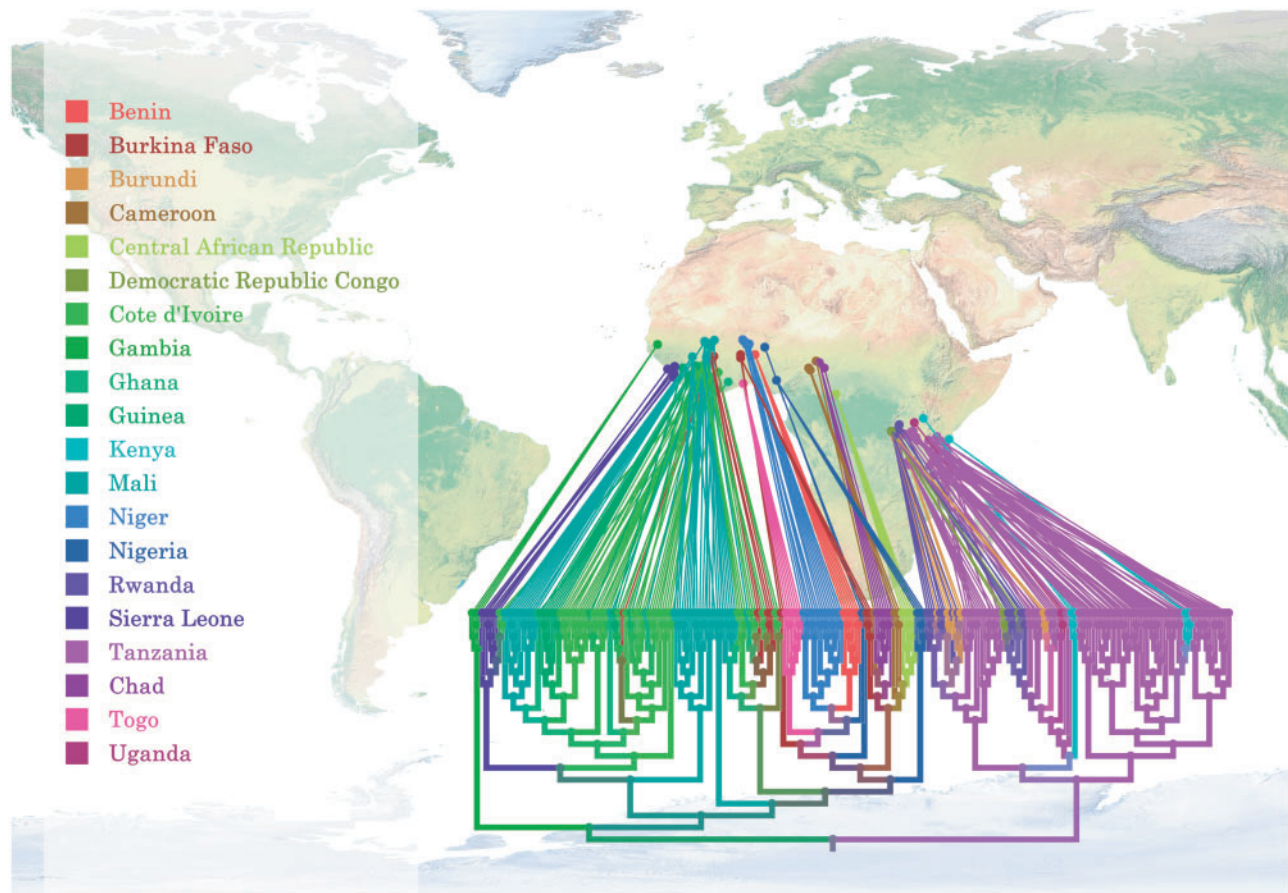 Benin
Burkina Faso
Burundi
Cameroon
Central African Republic
Democratic Republic Congo
Cote d'Ivoire
Gambia
Ghana
Guinea
Kenya
Mali
Niger
Nigeria
Rwanda
Sierra Leone
Tanzania
Chad
Togo
Uganda